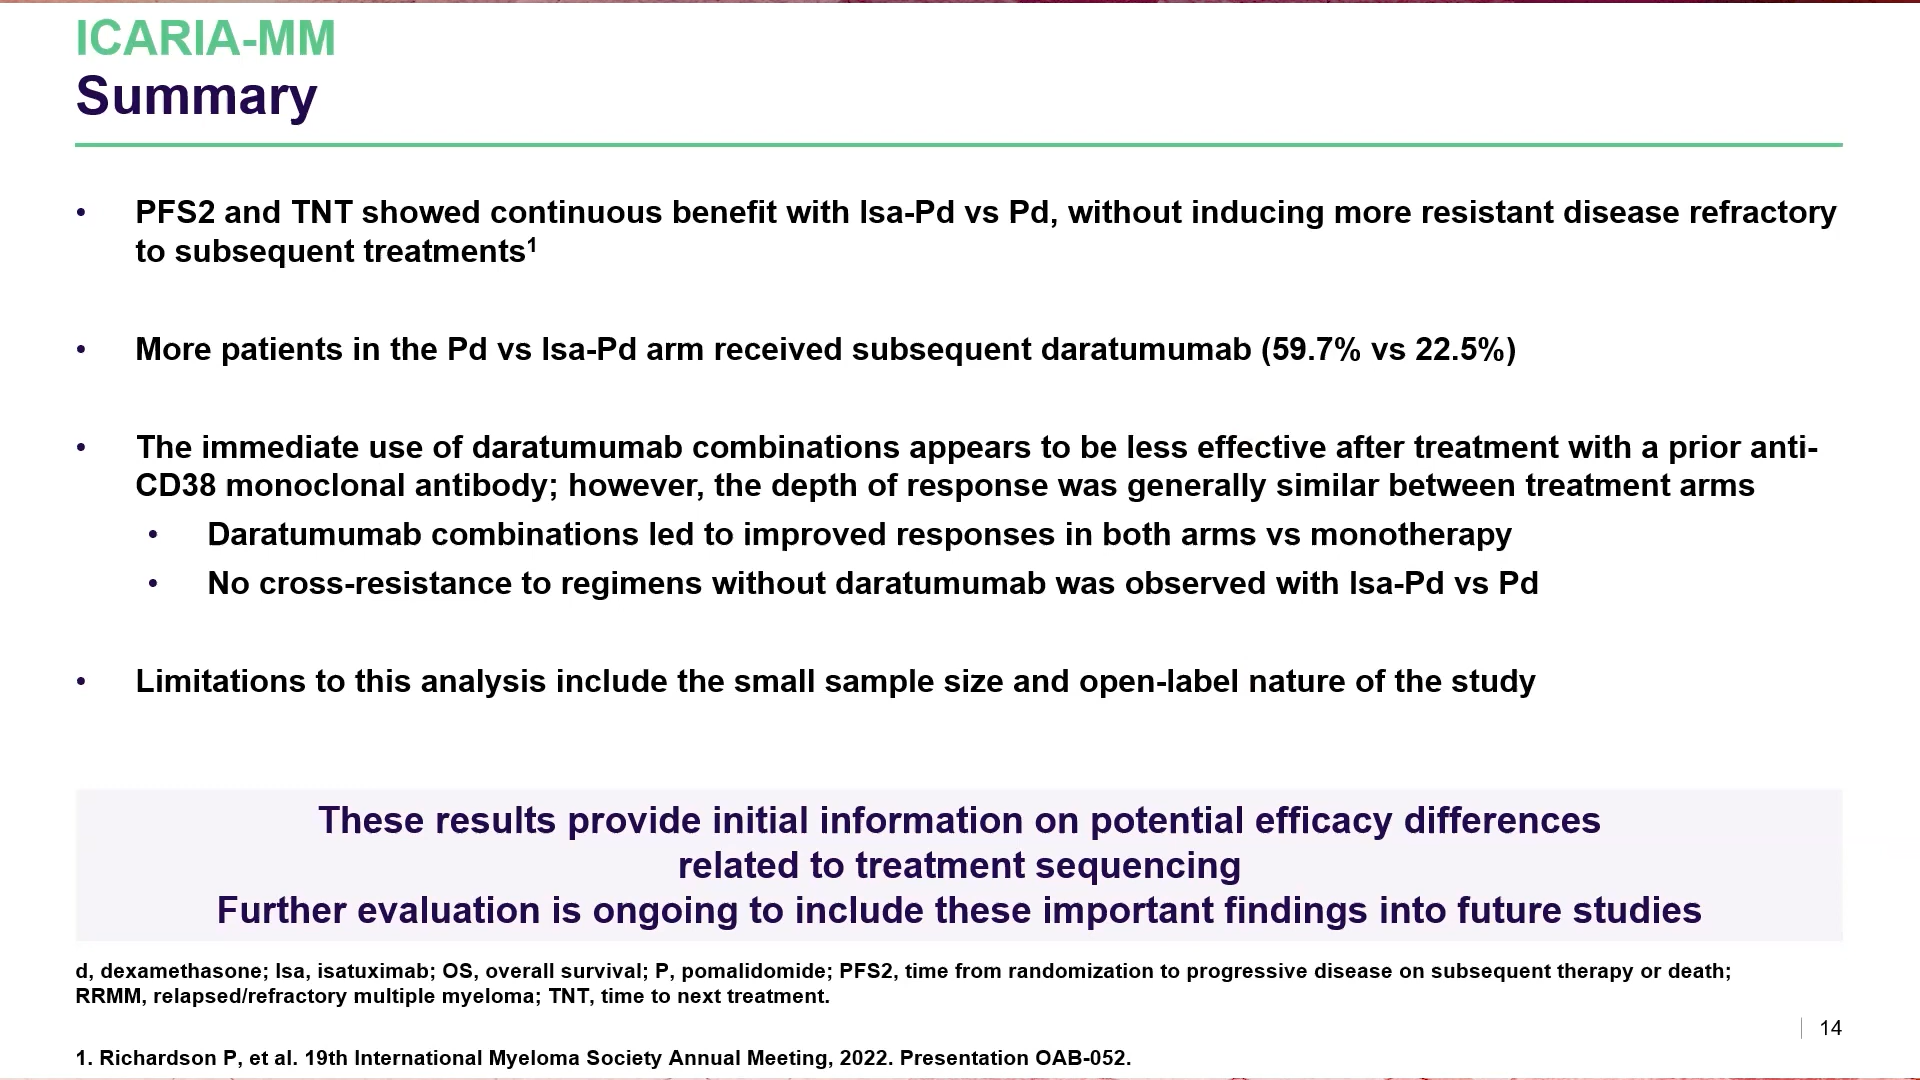 ICARIA-MM
Summary
• PFS2 and TNT showed continuous benefit with Isa-Pd vs Pd, without inducing more resistant disease refractory
to subsequent treatments¹
• More patients in the Pd vs Isa-Pd arm received subsequent daratumumab (59.7% vs 22.5%)
• The immediate use of daratumumab combinations appears to be less effective after treatment with a prior anti-
CD38 monoclonal antibody; however, the depth of response was generally similar between treatment arms
• Daratumumab combinations led to improved responses in both arms vs monotherapy
• No cross-resistance to regimens without daratumumab was observed with Isa-Pd vs Pd
• Limitations to this analysis include the small sample size and open-label nature of the study
These results provide initial information on potential efficacy differences
related to treatment sequencing
Further evaluation is ongoing to include these important findings into future studies
d, dexamethasone; Isa, isatuximab; OS, overall survival; P, pomalidomide; PFS2, time from randomization to progressive disease on subsequent therapy or death;
RRMM, relapsed/refractory multiple myeloma; TNT, time to next treatment.
14
1. Richardson P, et al. 19th International Myeloma Society Annual Meeting, 2022. Presentation OAB-052.